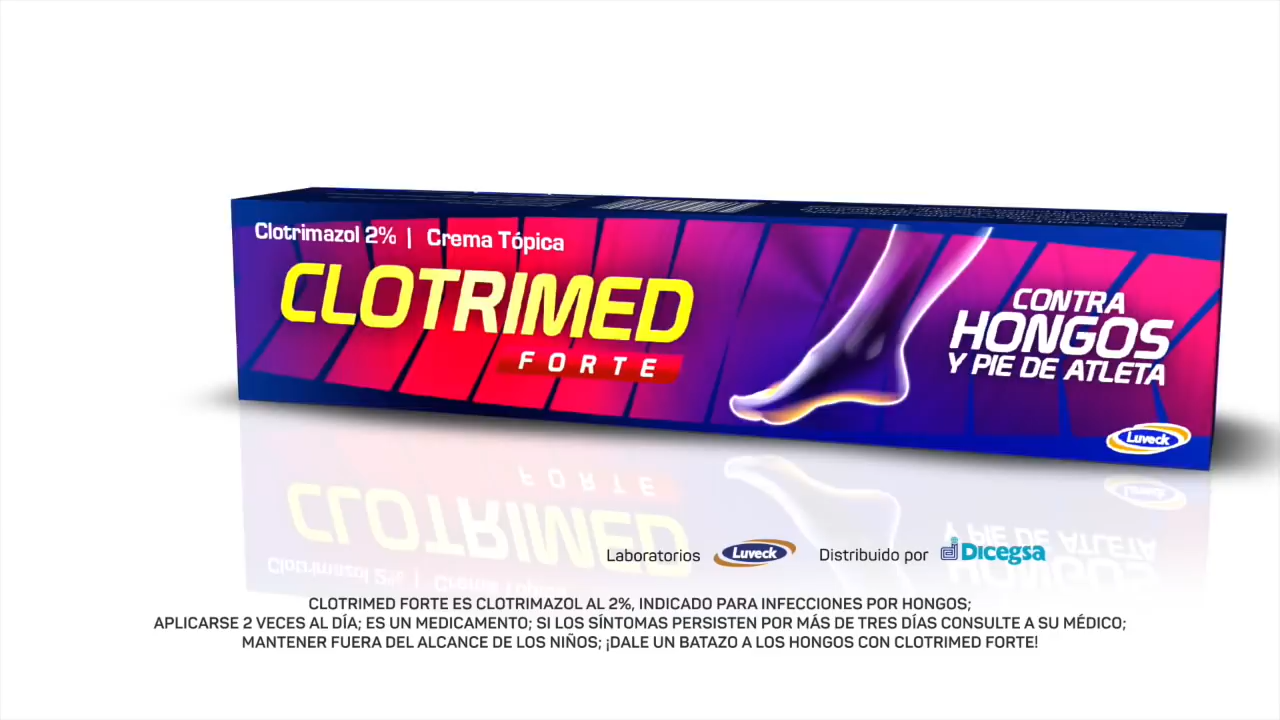 Clotrimazol 2% | Crema Tópica
CLOTRIMED
FORTE
CONTRA
HONGOS
Y PIE DE ATLETA
Luveck
Laboratorios Luveck Distribuido por Dicegsa
CLOTRIMED FORTE ES CLOTRIMAZOL AL 2%, INDICADO PARA INFECCIONES POR HONGOS;
APLICARSE 2 VECES AL DÍA; ES UN MEDICAMENTO; SI LOS SÍNTOMAS PERSISTEN POR MÁS DE TRES DÍAS CONSULTE A SU MÉDICO;
MANTENER FUERA DEL ALCANCE DE LOS NIÑOS; ¡DALE UN BATAZO A LOS HONGOS CON CLOTRIMED FORTE!